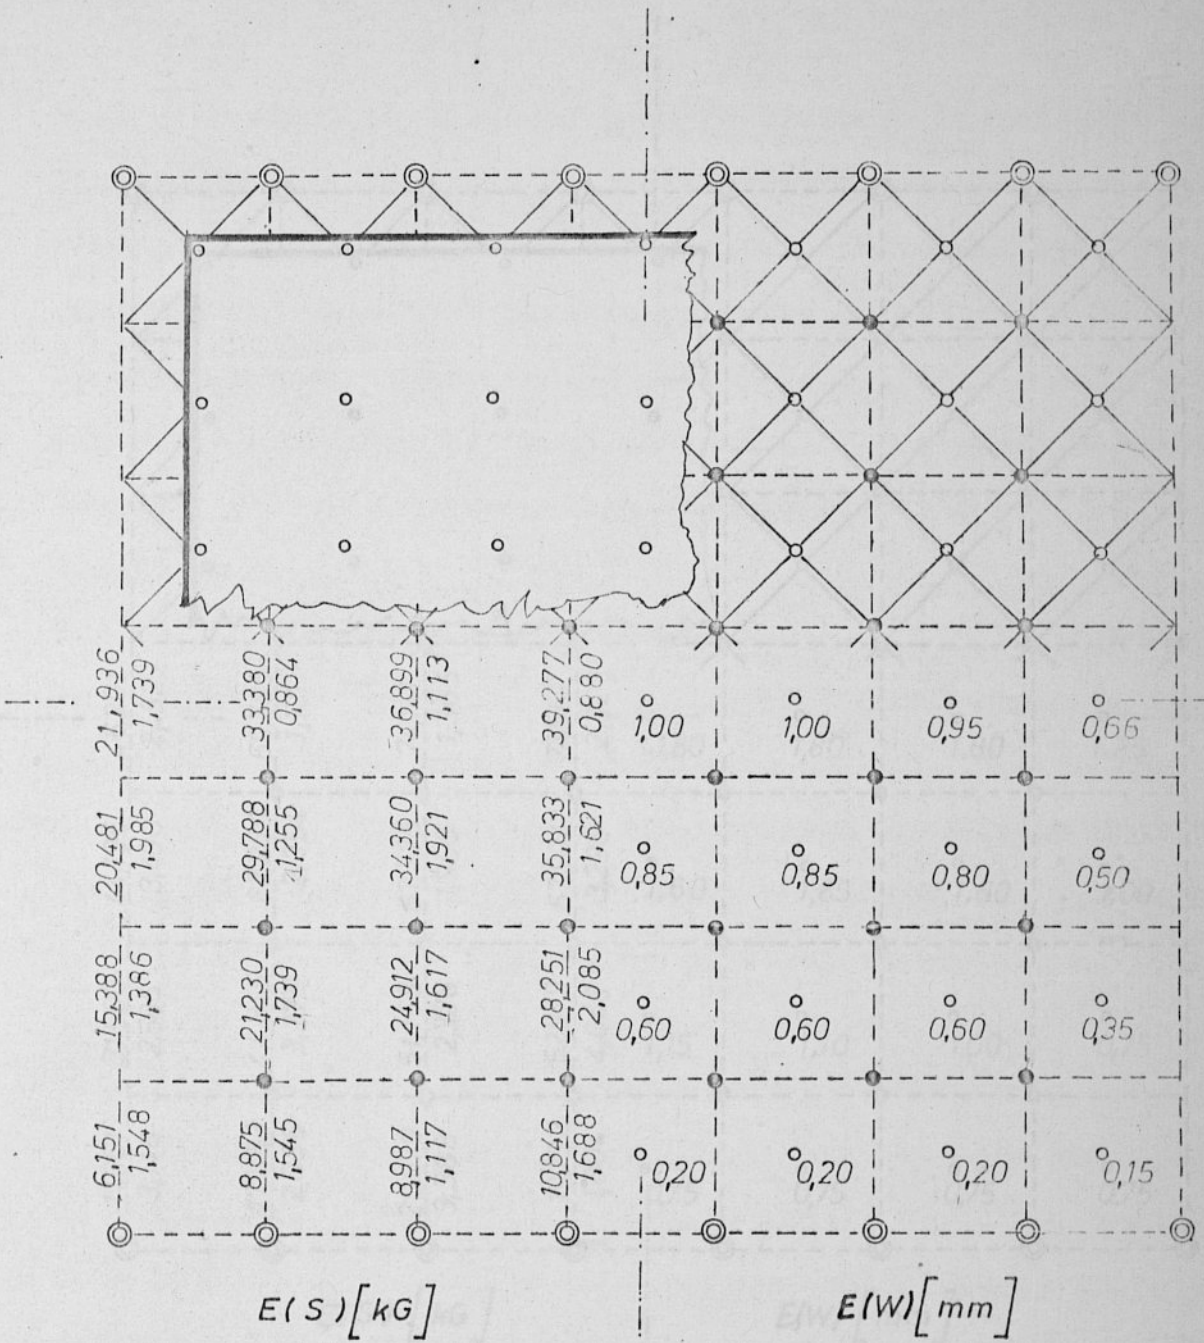 21,936 33,380 36,899 39,277
1,739 0,864 1,113 0,880
1,00 1,00 0,95 0,66
20,481 29,788 34,360 35,833
1,985 1,255 1,921 1,621
0,85 0,85 0,80 0,50
15,388 21,230 24,912 28,251
1,386 1,739 1,617 2,085
0,60 0,60 0,60 0,35
6,151 8,875 8,987 10,846
1,548 1,545 1,117 1,688
0,20 0,20 0,20 0,15
E(S)[kG] E(W)[mm]